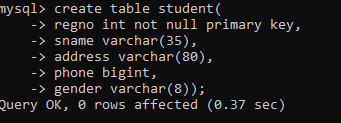 mysql> create table student(
-> regno int not null primary key,
-> sname varchar(35),
-> address varchar(80),
-> phone bigint,
-> gender varchar(8));
Query OK, 0 rows affected (0.37 sec)